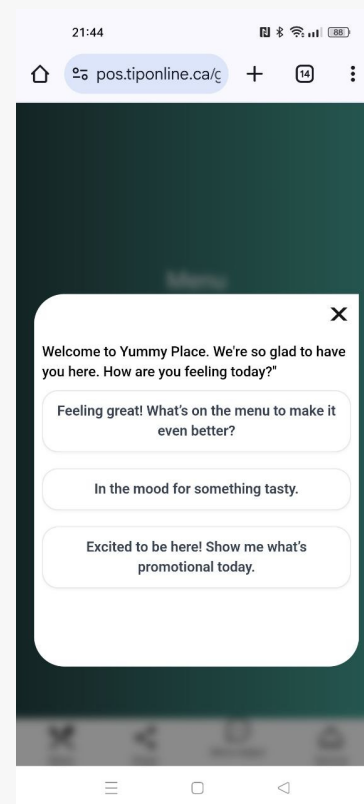 21:44
88
pos.tiponline.ca/g
14
Menu
Welcome to Yummy Place. We're so glad to have
you here. How are you feeling today?"
Feeling great! What's on the menu to make it
even better?
In the mood for something tasty.
Excited to be here! Show me what's
promotional today.